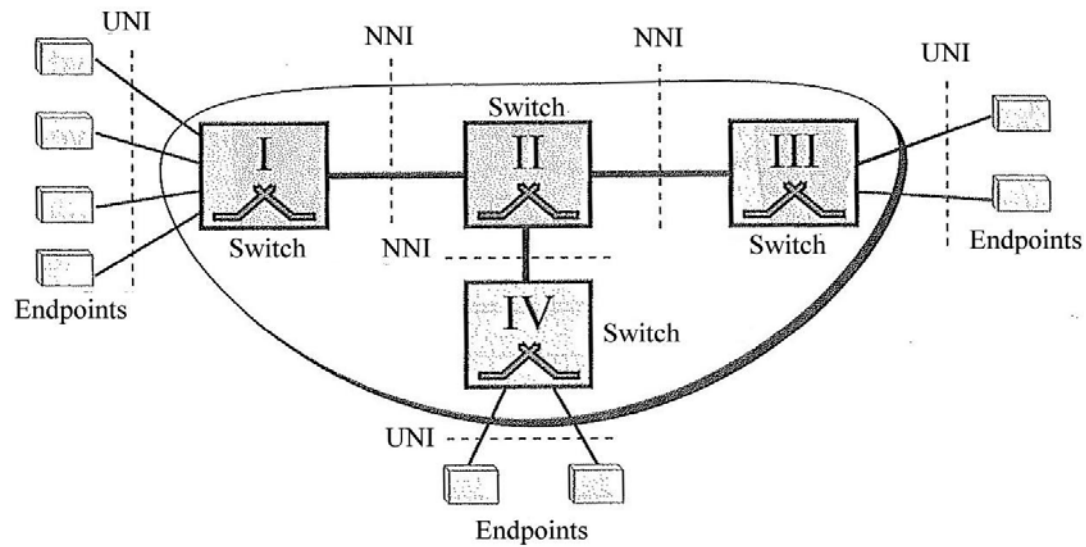 UNI
NNI
NNI
UNI
Switch
I
II
III
Switch
Switch
Endpoints
NNI
Endpoints
IV
Switch
UNI
Endpoints